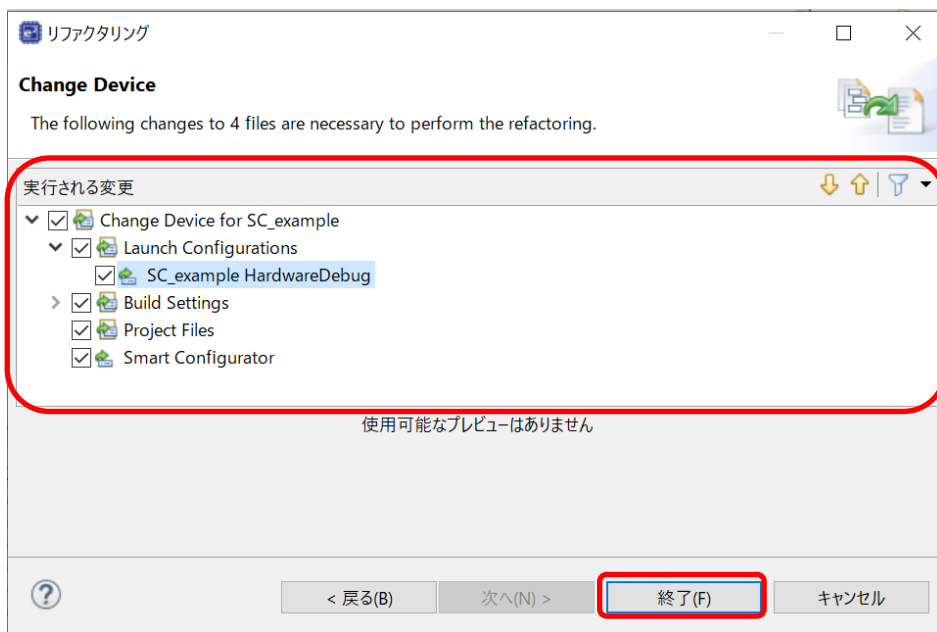 リファクタリング
Change Device
The following changes to 4 files are necessary to perform the refactoring.
実行される変更
Change Device for SC_example
Launch Configurations
SC_example HardwareDebug
Build Settings
Project Files
Smart Configurator
使用可能なプレビューはありません
< 戻る(B) 次へ(N) > 終了(F) キャンセル